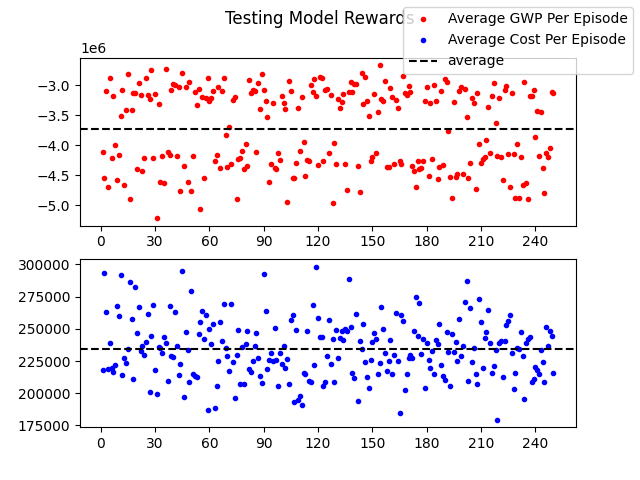 Testing Model Rewards
Average GWP Per Episode
Average Cost Per Episode
average
1e6
−3.0
−3.5
−4.0
−4.5
−5.0
0 30 60 90 120 150 180 210 240
300000
275000
250000
225000
200000
175000
0 30 60 90 120 150 180 210 240